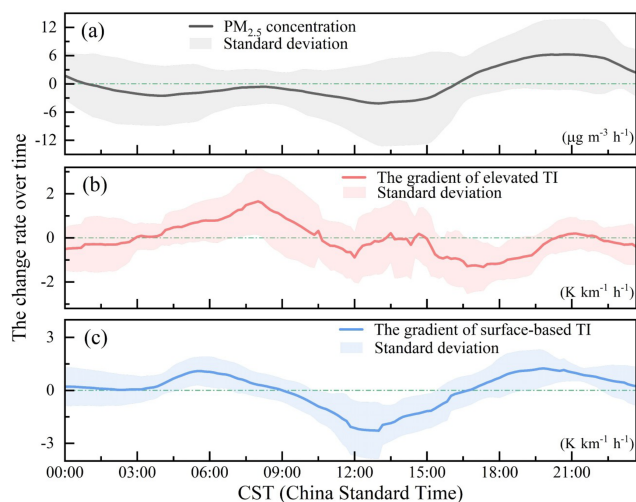 The change rate over time
(a)
PM2.5 concentration
Standard deviation
12
6
0
-6
-12
(μg m⁻³ h⁻¹)
(b)
The gradient of elevated TI
Standard deviation
2
0
-2
(K km⁻¹ h⁻¹)
(c)
The gradient of surface-based TI
Standard deviation
3
0
-3
(K km⁻¹ h⁻¹)
00:00 03:00 06:00 09:00 12:00 15:00 18:00 21:00
CST (China Standard Time)